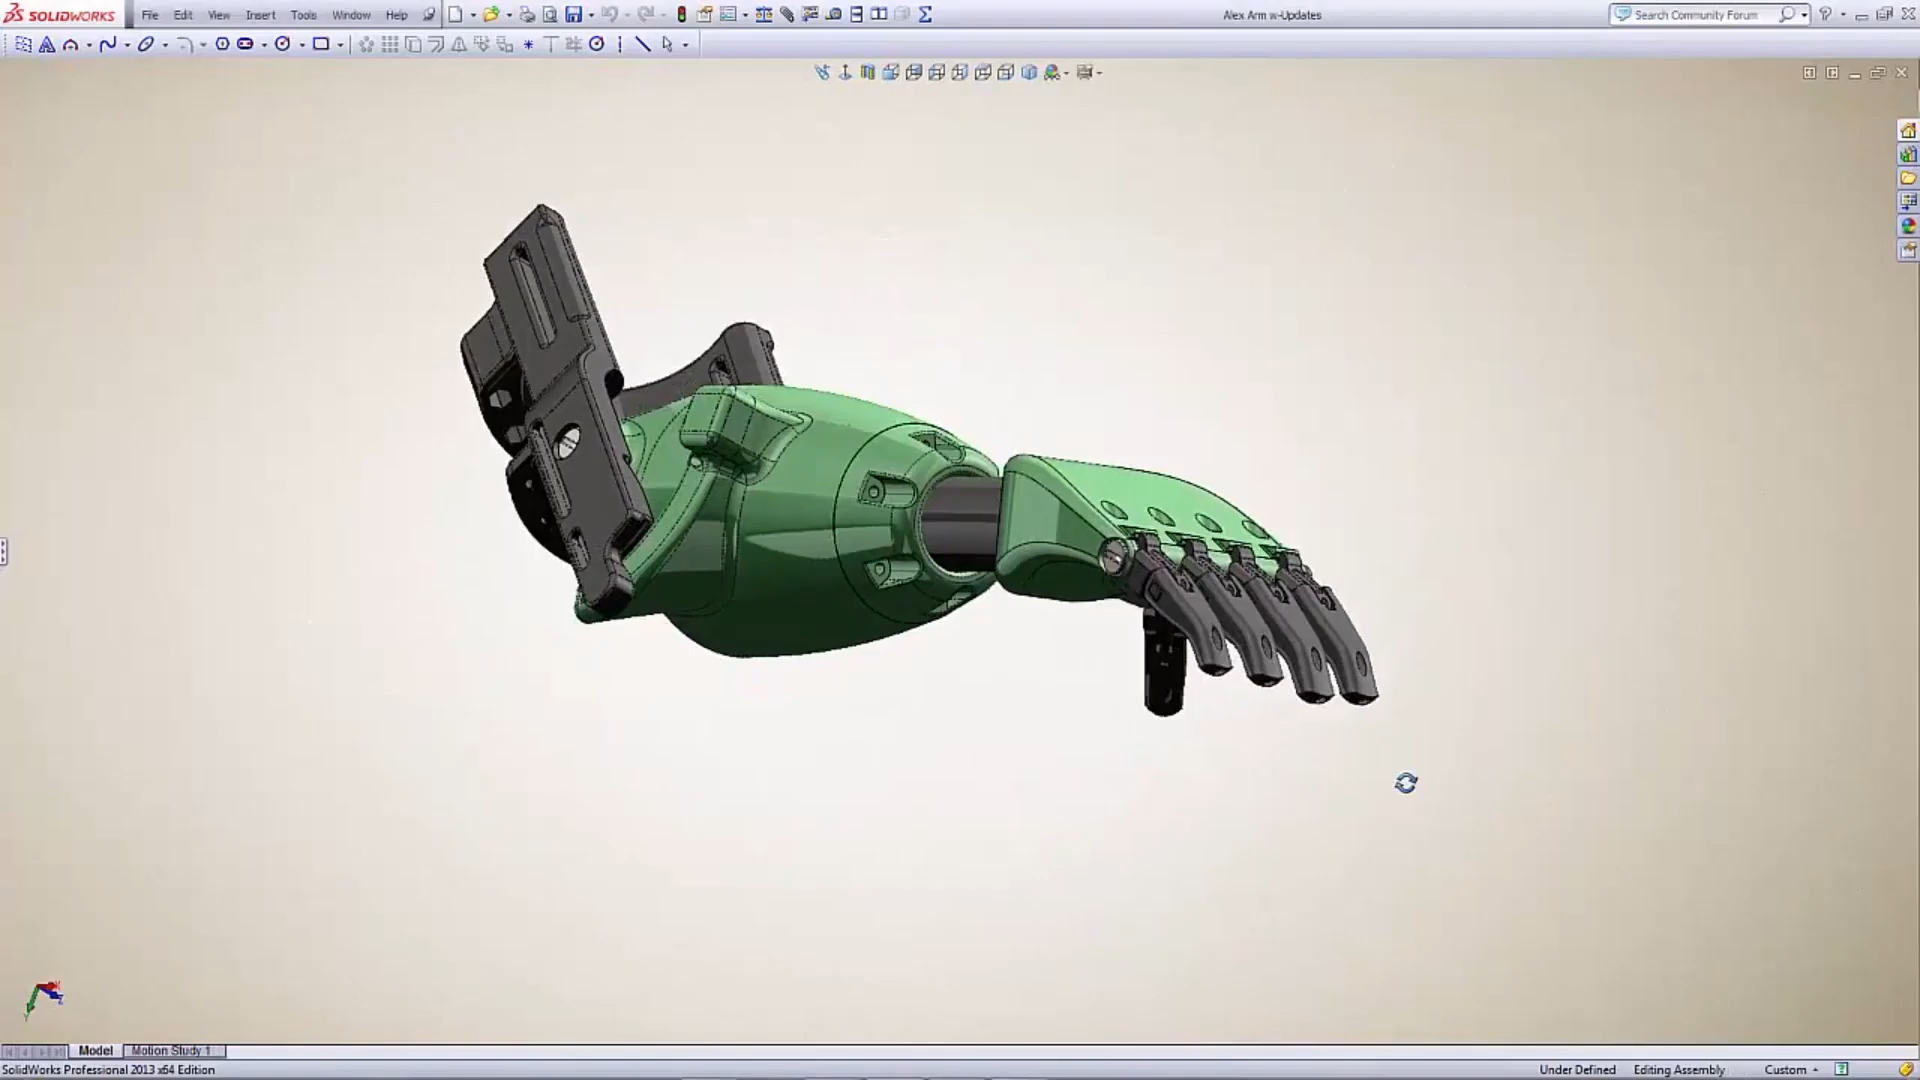 SOLIDWORKS File Edit View Insert Tools Window Help Alex Arm w-Updates Search Community Forum
Model Motion Study 1
SolidWorks Professional 2013 x64 Edition Under Defined Editing Assembly Custom